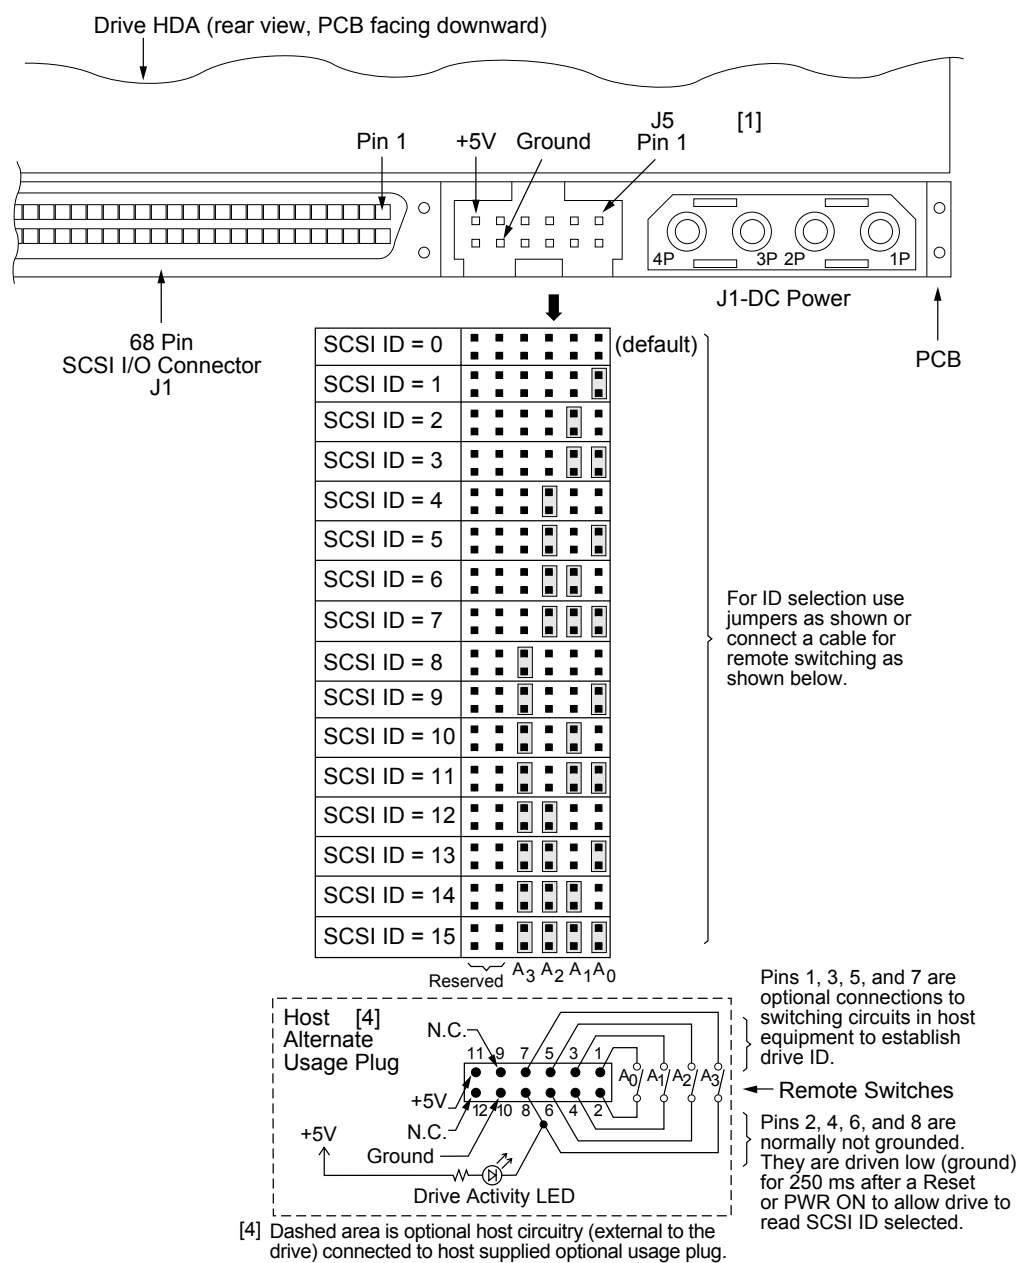 Drive HDA (rear view, PCB facing downward)
J5 [1]
Pin 1 +5V Ground Pin 1
4P 3P 2P 1P
J1-DC Power
68 Pin
SCSI I/O Connector
J1
PCB
SCSI ID = 0 (default)
SCSI ID = 1
SCSI ID = 2
SCSI ID = 3
SCSI ID = 4
SCSI ID = 5
SCSI ID = 6
SCSI ID = 7
SCSI ID = 8
SCSI ID = 9
SCSI ID = 10
SCSI ID = 11
SCSI ID = 12
SCSI ID = 13
SCSI ID = 14
SCSI ID = 15
For ID selection use
jumpers as shown or
connect a cable for
remote switching as
shown below.
Reserved A3 A2 A1 A0
Host [4]
Alternate
Usage Plug
N.C.
11 9 7 5 3 1
A0 A1 A2 A3
+5V
12 10 8 6 4 2
N.C.
Ground
+5V
Drive Activity LED
Pins 1, 3, 5, and 7 are
optional connections to
switching circuits in host
equipment to establish
drive ID.
Remote Switches
Pins 2, 4, 6, and 8 are
normally not grounded.
They are driven low (ground)
for 250 ms after a Reset
or PWR ON to allow drive to
read SCSI ID selected.
[4] Dashed area is optional host circuitry (external to the
drive) connected to host supplied optional usage plug.